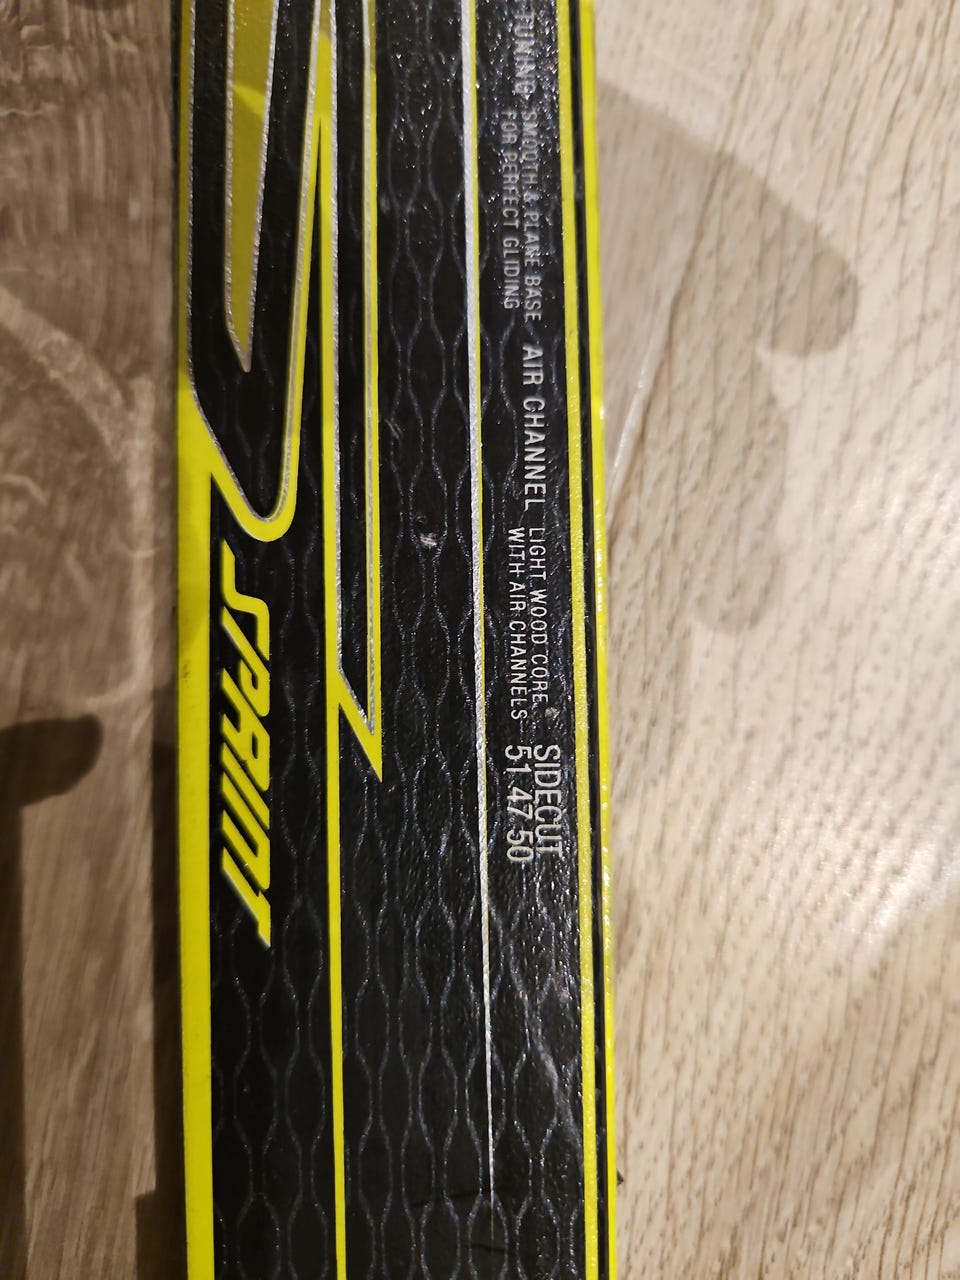 TUNING SMOOTH & PLANE BASE
FOR PERFECT GLIDING
AIR CHANNEL
LIGHT WOOD CORE
WITH AIR CHANNELS
SIDECUT
51 47 50
SPRINT